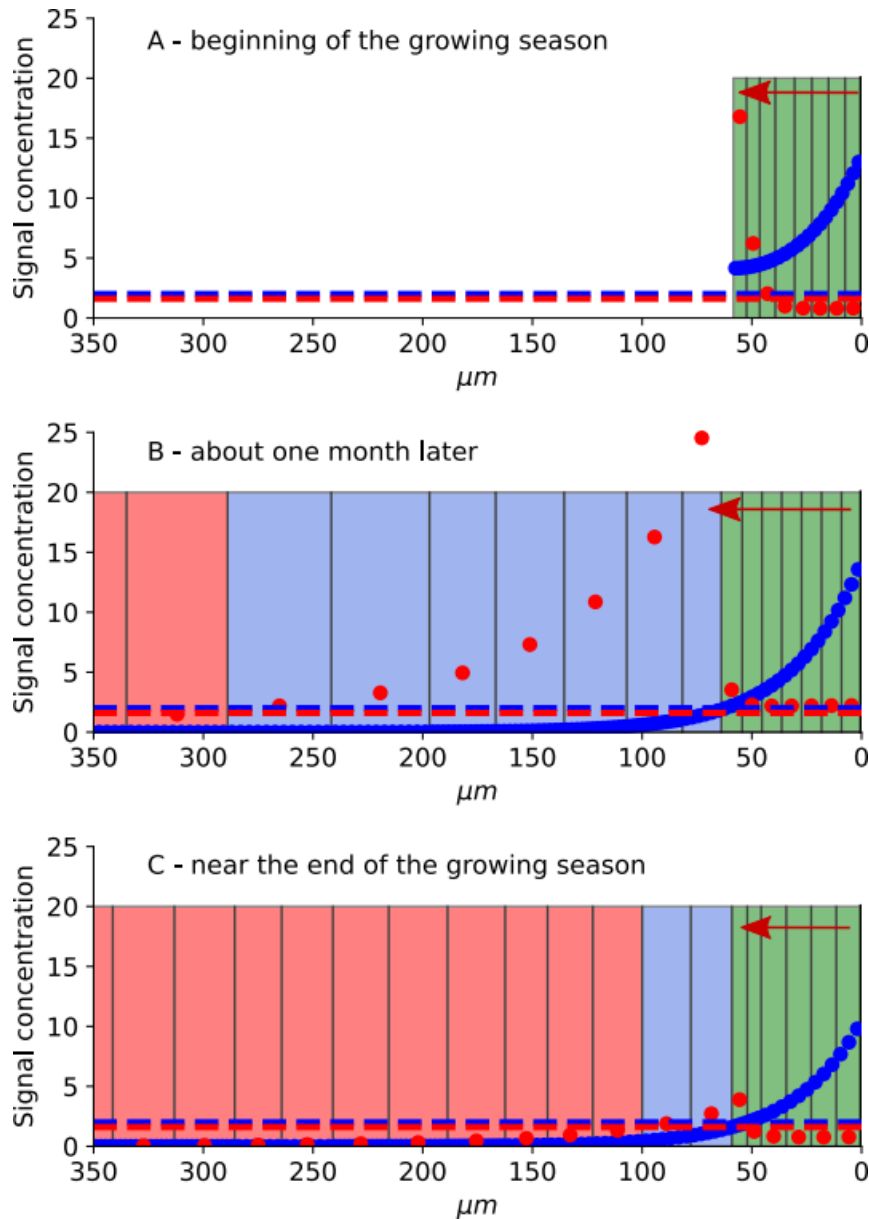 A - beginning of the growing season
Signal concentration
25
20
15
10
5
0
350 300 250 200 150 100 50 0
μm
B - about one month later
Signal concentration
25
20
15
10
5
0
350 300 250 200 150 100 50 0
μm
C - near the end of the growing season
Signal concentration
25
20
15
10
5
0
350 300 250 200 150 100 50 0
μm